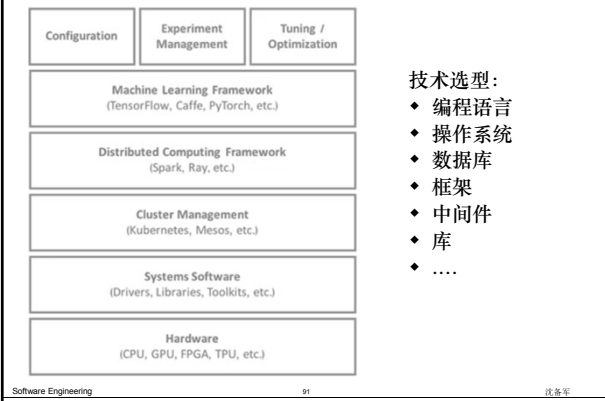 Configuration
Experiment
Management
Tuning /
Optimization
Machine Learning Framework
(TensorFlow, Caffe, PyTorch, etc.)
Distributed Computing Framework
(Spark, Ray, etc.)
Cluster Management
(Kubernetes, Mesos, etc.)
Systems Software
(Drivers, Libraries, Toolkits, etc.)
Hardware
(CPU, GPU, FPGA, TPU, etc.)
技术选型:
◆ 编程语言
◆ 操作系统
◆ 数据库
◆ 框架
◆ 中间件
◆ 库
◆ ....
Software Engineering
91
沈备军